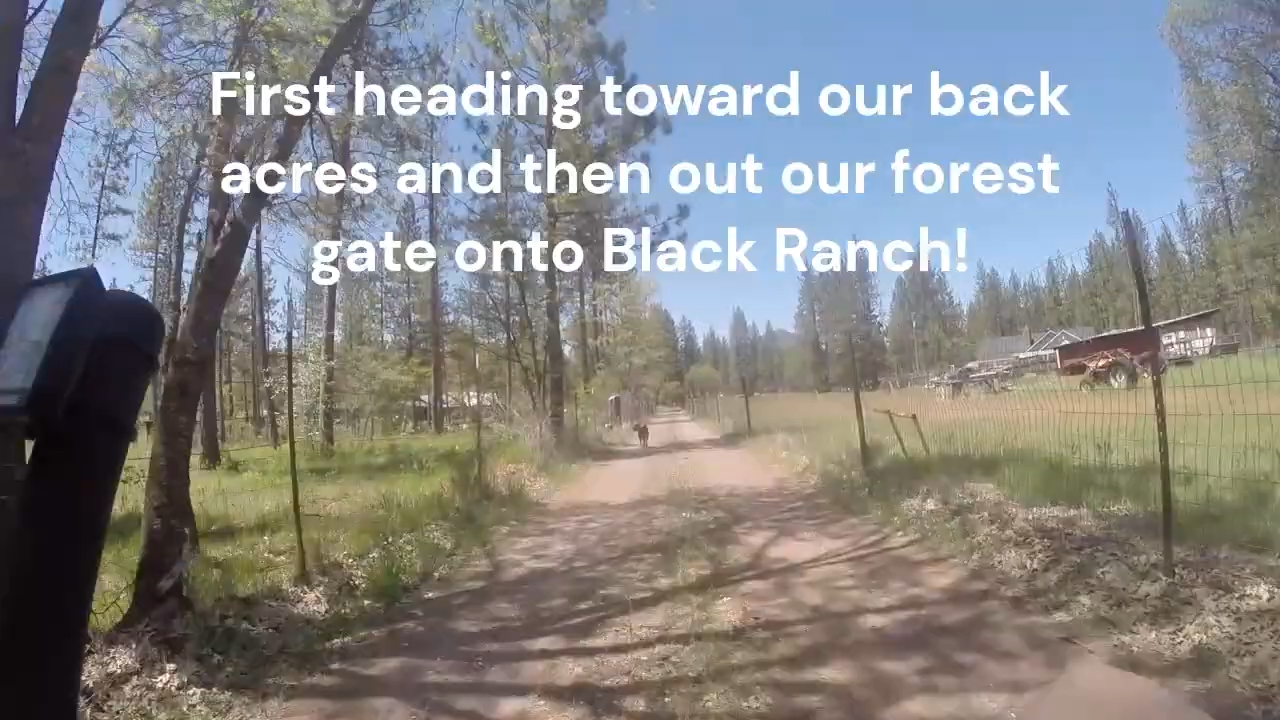 First heading toward our back
acres and then out our forest
gate onto Black Ranch!